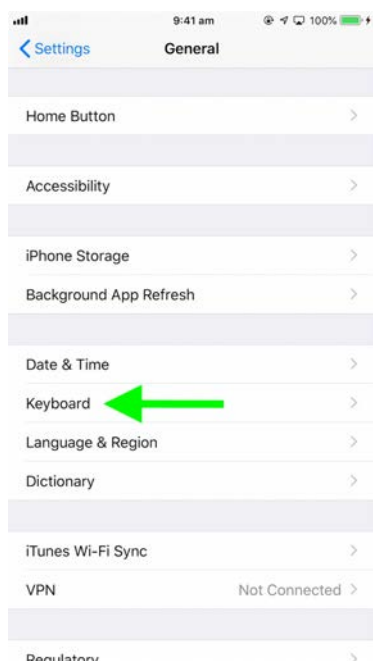 9:41 am 100%
Settings General
Home Button
Accessibility
iPhone Storage
Background App Refresh
Date & Time
Keyboard
Language & Region
Dictionary
iTunes Wi-Fi Sync
VPN Not Connected
Regulatory